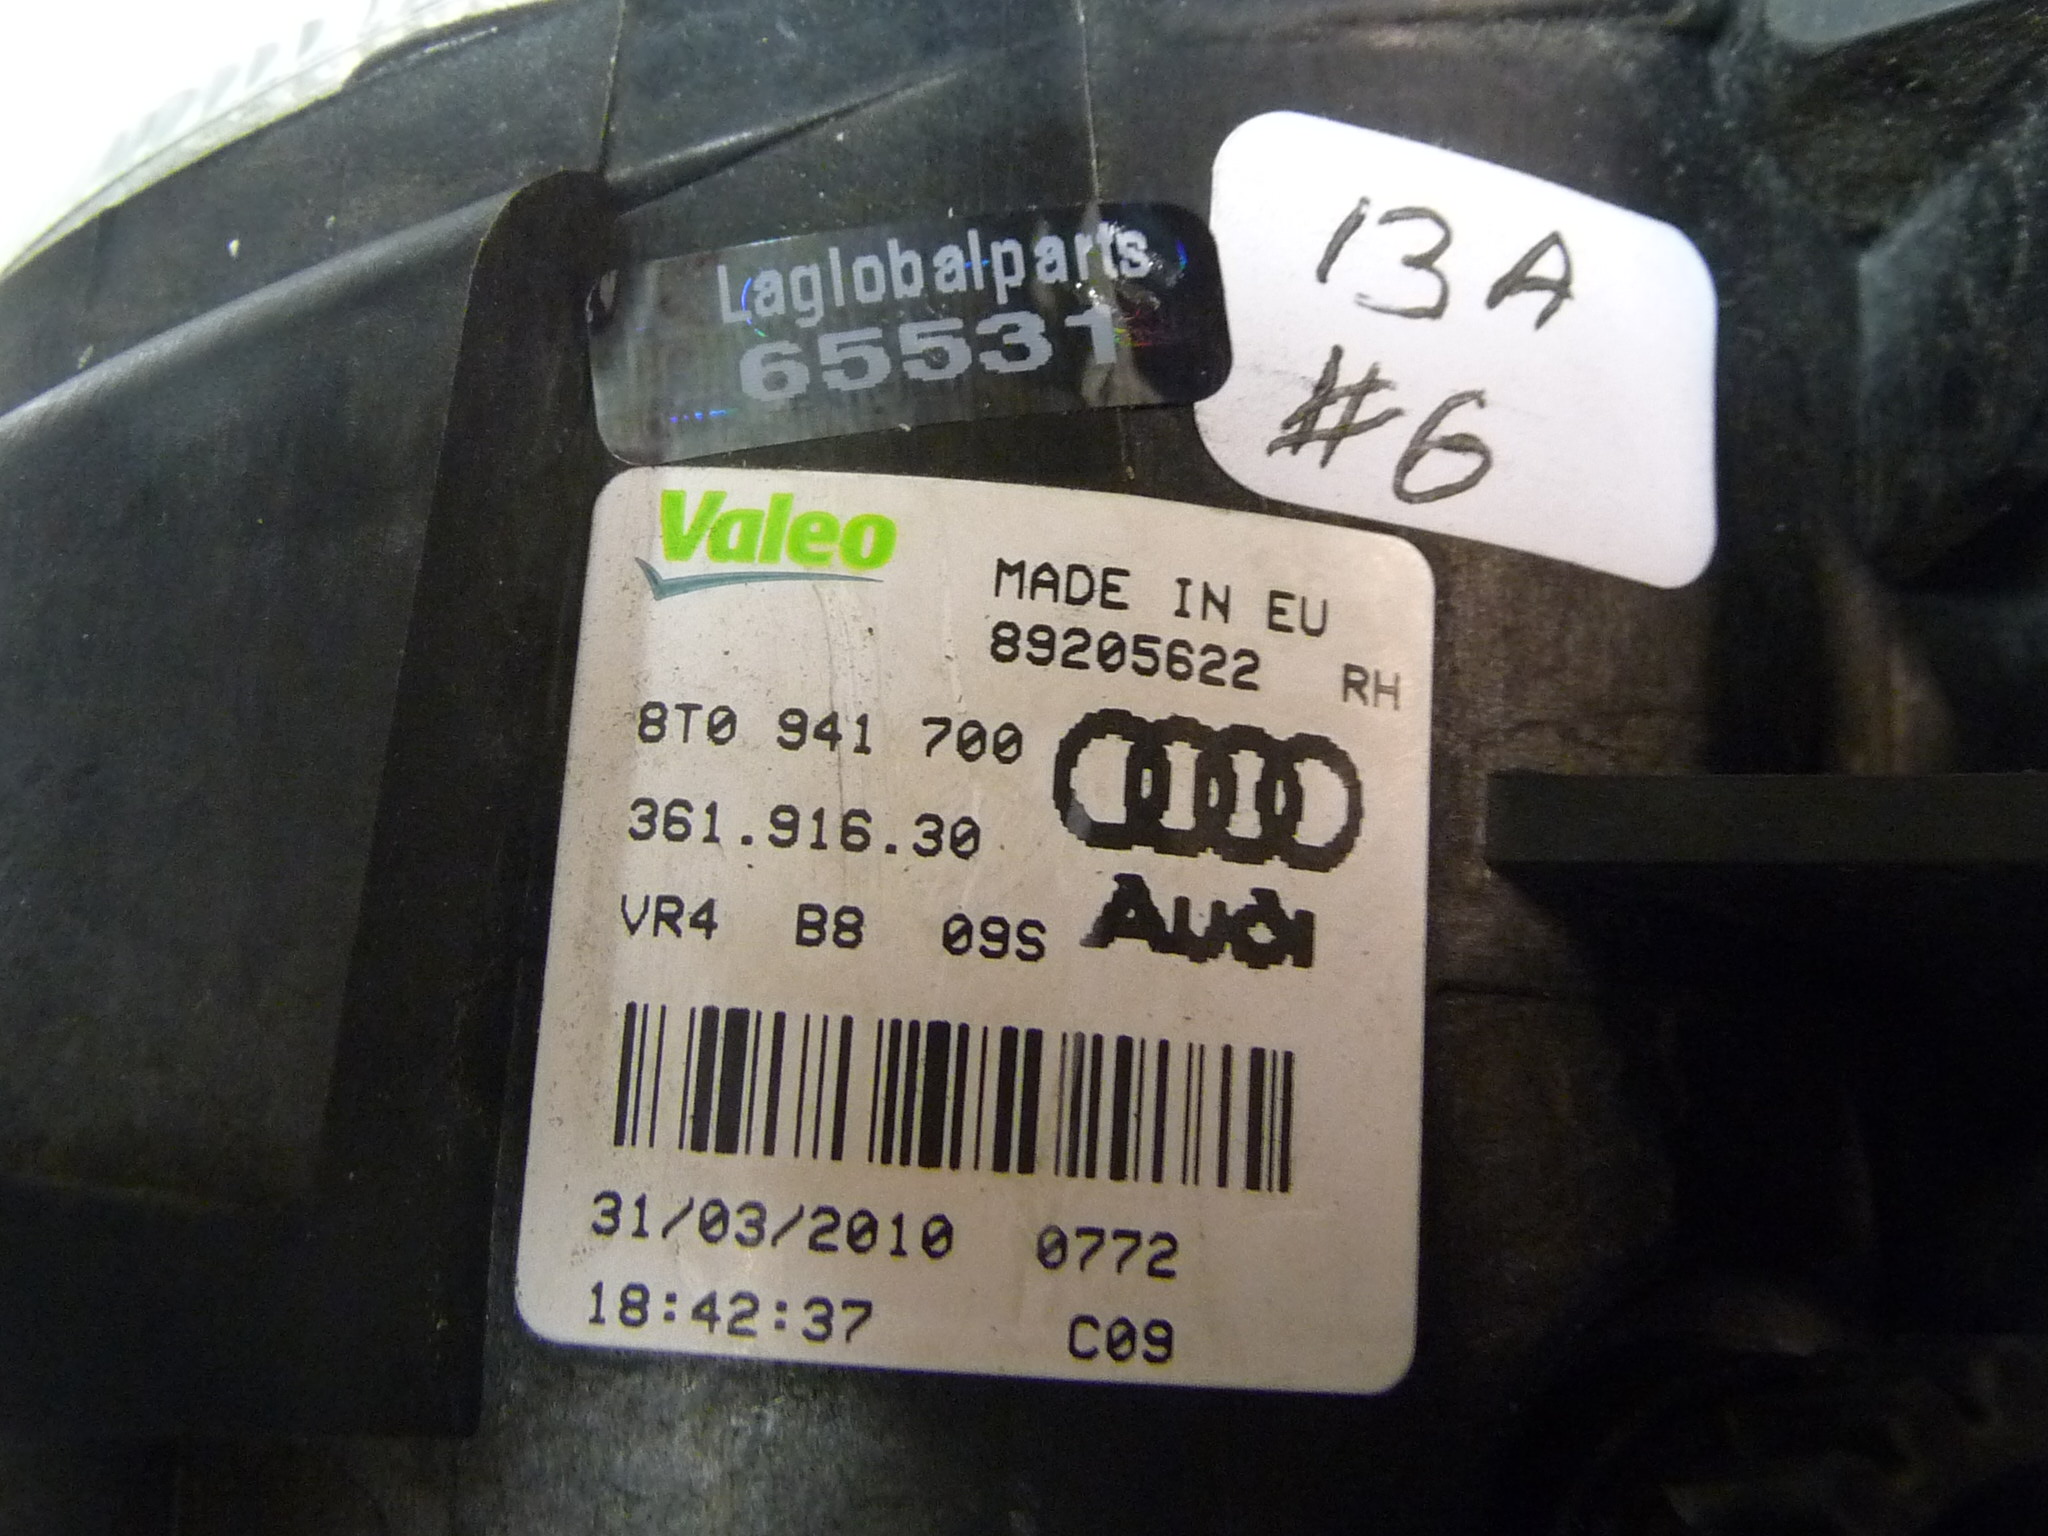 Laglobalparts
65531
13A
#6
Valeo
MADE IN EU
89205622 RH
8T0 941 700
361.916.30
VR4 B8 09S
Audi
31/03/2010 0772
18:42:37 C09